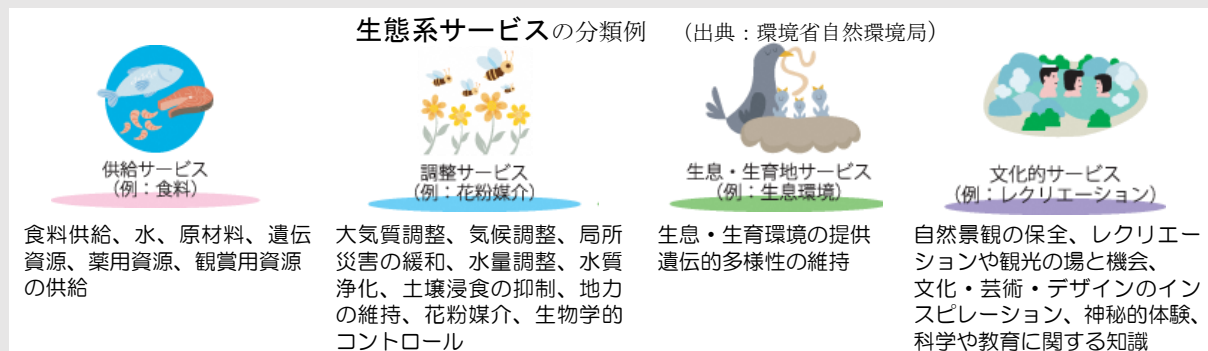 生態系サービスの分類例 （出典：環境省自然環境局）
供給サービス
（例：食料）
食料供給、水、原材料、遺伝
資源、薬用資源、観賞用資源
の供給
調整サービス
（例：花粉媒介）
大気質調整、気候調整、局所
災害の緩和、水量調整、水質
浄化、土壌浸食の抑制、地力
の維持、花粉媒介、生物学的
コントロール
生息・生育地サービス
（例：生息環境）
生息・生育環境の提供
遺伝的多様性の維持
文化的サービス
（例：レクリエーション）
自然景観の保全、レクリエー
ションや観光の場と機会、
文化・芸術・デザインのイン
スピレーション、神秘的体験、
科学や教育に関する知識